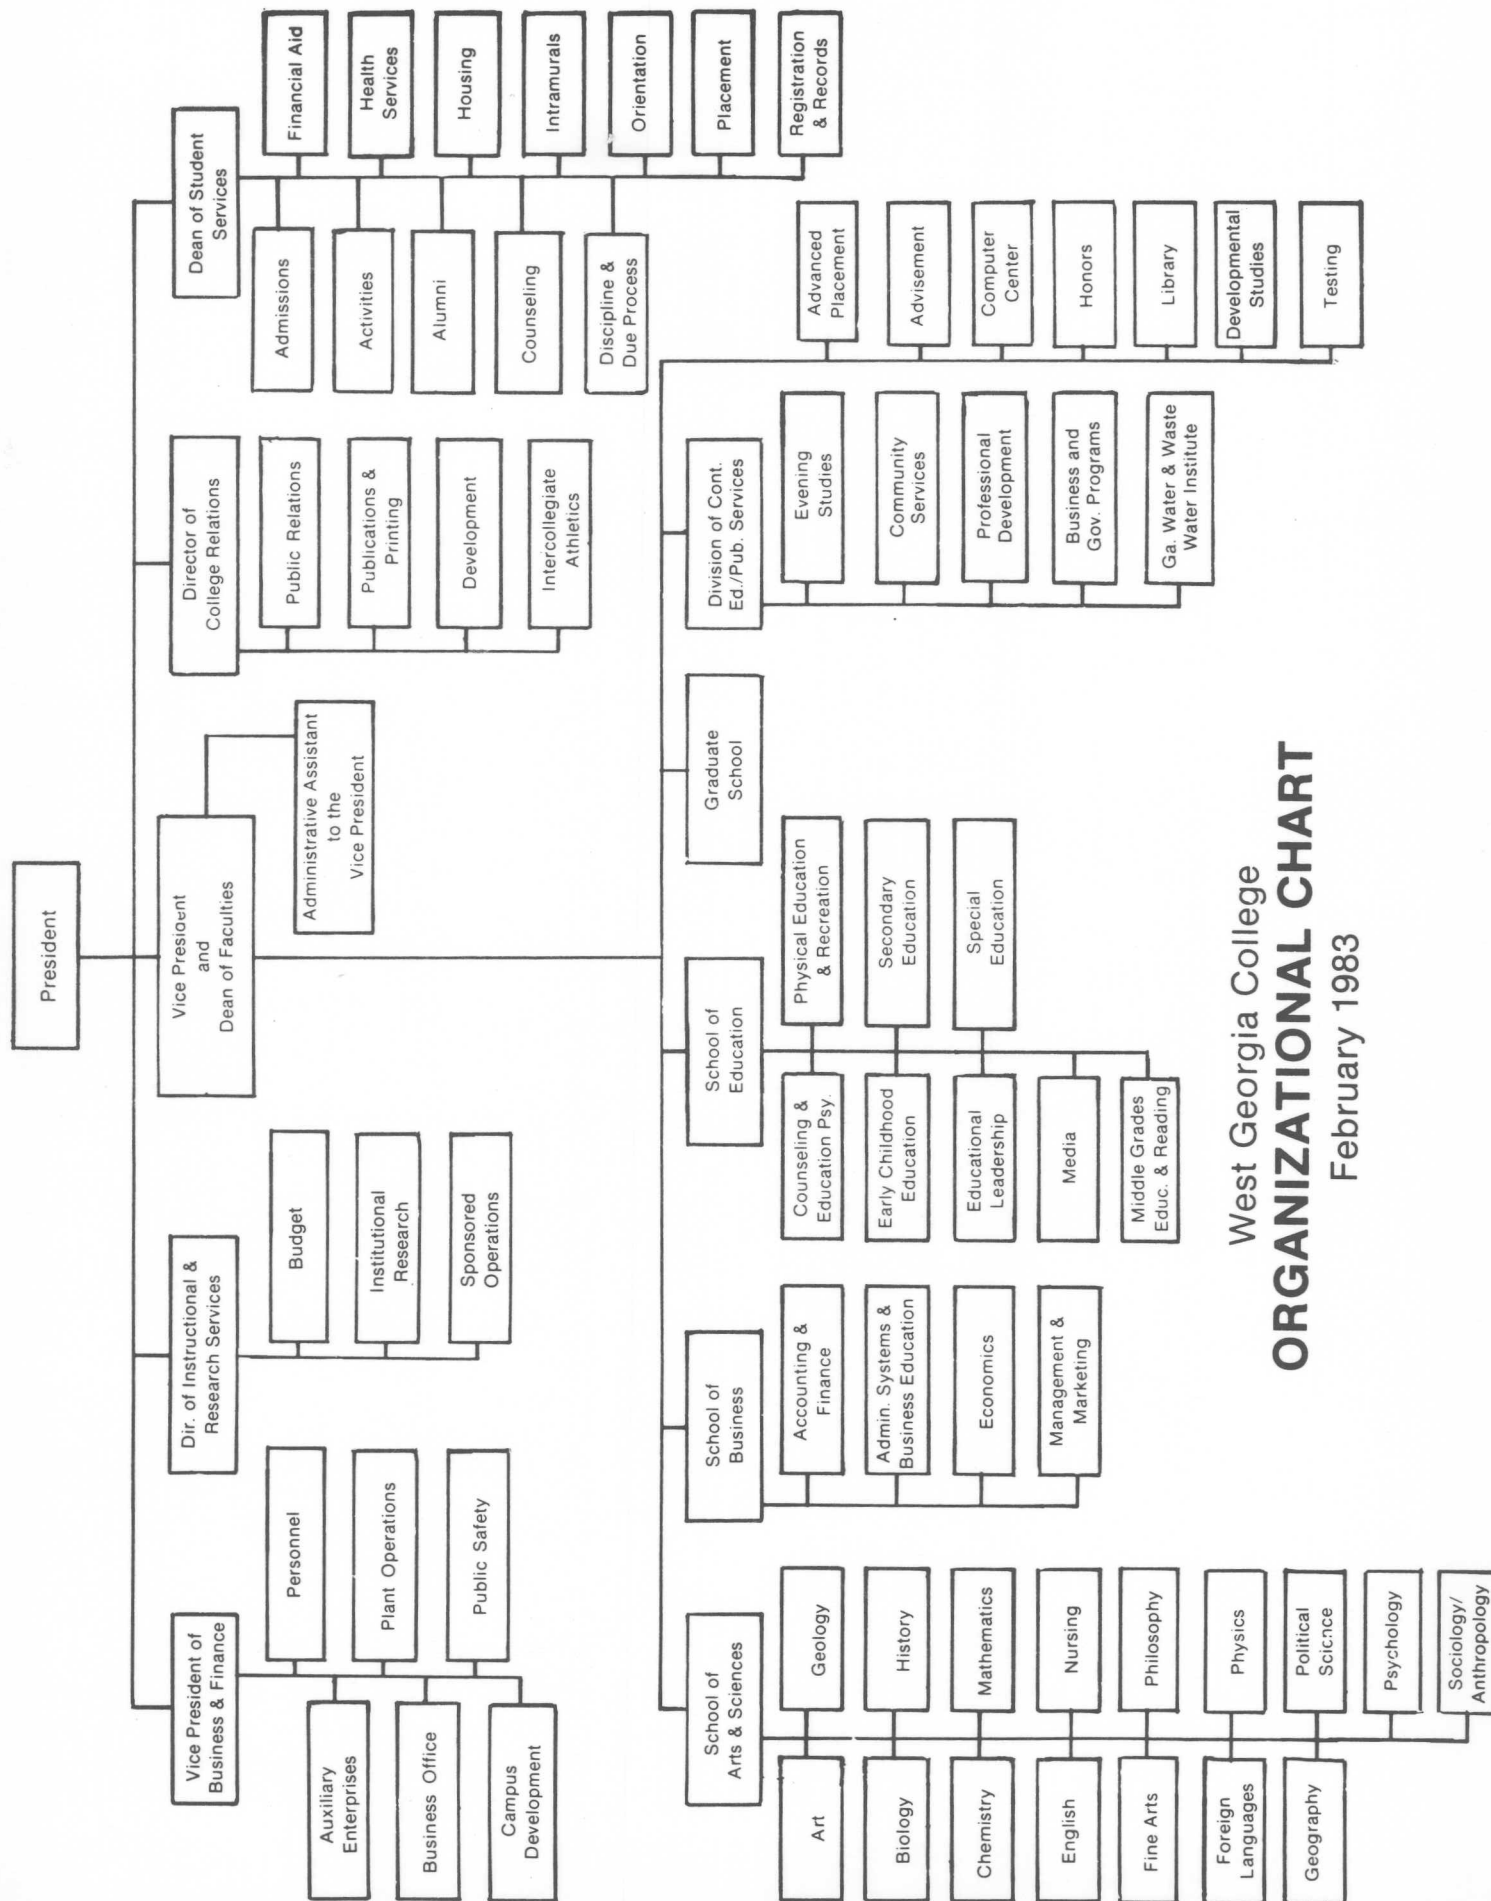 President
Vice President of
Business & Finance
Auxiliary
Enterprises
Business Office
Campus
Development
Personnel
Plant Operations
Public Safety
Dir. of Instructional &
Research Services
Budget
Institutional
Research
Sponsored
Operations
Vice President
and
Dean of Faculties
Administrative Assistant
to the
Vice President
Director of
College Relations
Public Relations
Publications &
Printing
Development
Intercollegiate
Athletics
Dean of Student
Services
Admissions
Activities
Alumni
Counseling
Discipline &
Due Process
Financial Aid
Health
Services
Housing
Intramurals
Orientation
Placement
Registration
& Records
School of
Arts & Sciences
Art
Biology
Chemistry
English
Fine Arts
Foreign
Languages
Geography
Geology
History
Mathematics
Nursing
Philosophy
Physics
Political
Science
Psychology
Sociology/
Anthropology
School of
Business
Accounting &
Finance
Admin. Systems &
Business Education
Economics
Management &
Marketing
School of
Education
Counseling &
Education Psy.
Early Childhood
Education
Educational
Leadership
Media
Middle Grades
Educ. & Reading
Physical Education
& Recreation
Secondary
Education
Special
Education
Graduate
School
Division of Cont.
Ed./Pub. Services
Evening
Studies
Community
Services
Professional
Development
Business and
Gov. Programs
Ga. Water & Waste
Water Institute
Advanced
Placement
Advisement
Computer
Center
Honors
Library
Developmental
Studies
Testing
West Georgia College
ORGANIZATIONAL CHART
February 1983